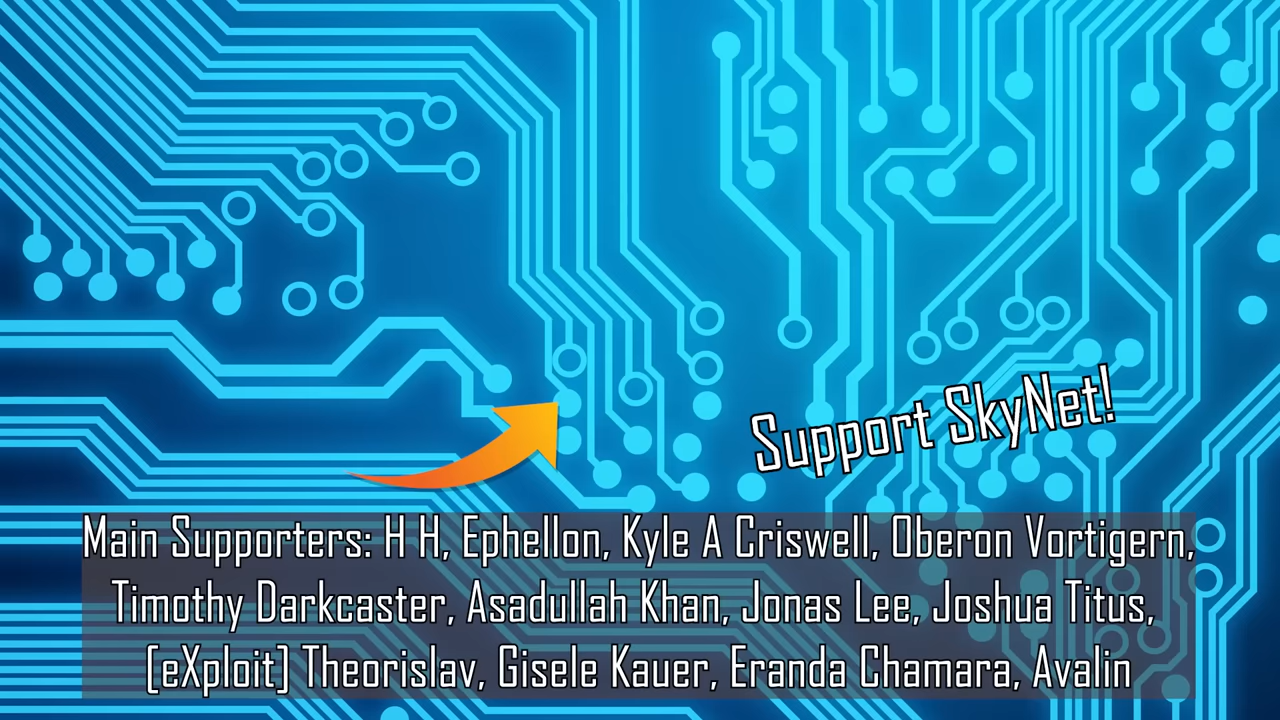 Support SkyNet!
Main Supporters: H H, Ephellon, Kyle A Criswell, Oberon Vortigern,
Timothy Darkcaster, Asadullah Khan, Jonas Lee, Joshua Titus,
[eXploit] Theorislav, Gisele Kauer, Eranda Chamara, Avalin